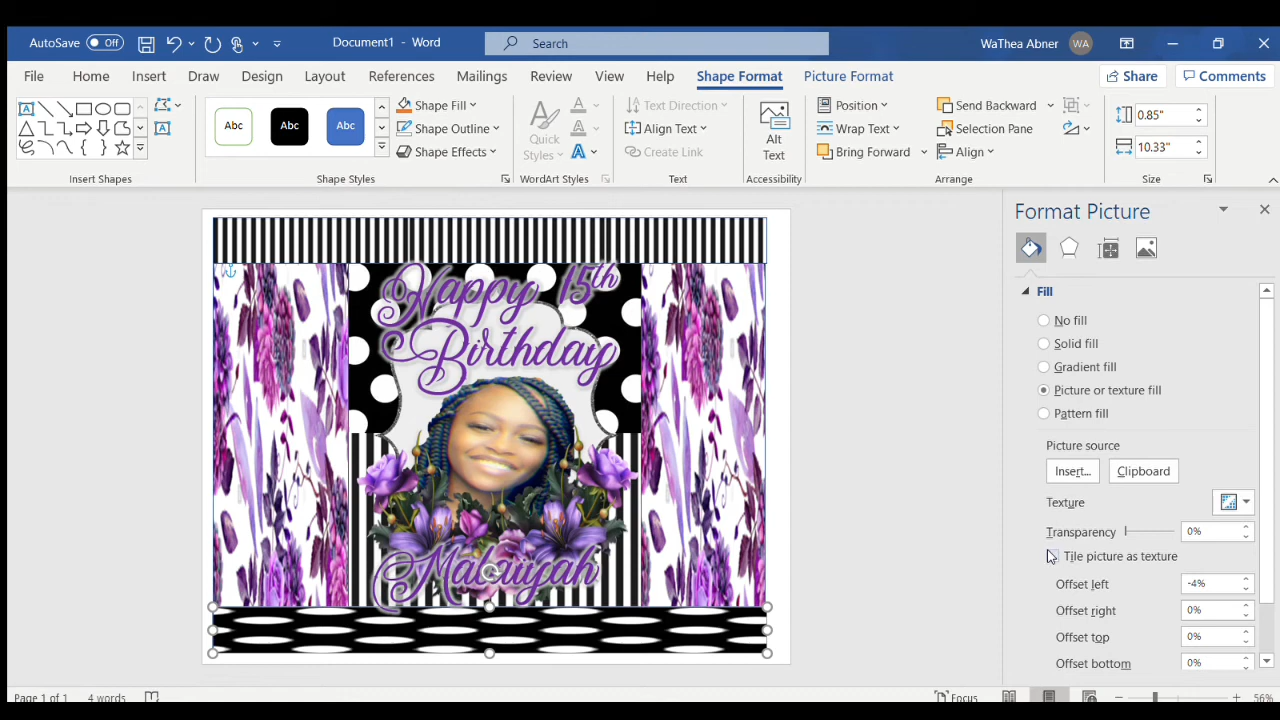 AutoSave Off Document1 - Word Search WaThea Abner WA
File Home Insert Draw Design Layout References Mailings Review View Help Shape Format Picture Format Share Comments
Abc Abc Abc
Shape Fill
Shape Outline
Shape Effects
Quick Styles
Text Direction
Align Text
Create Link
Alt Text
Position
Wrap Text
Bring Forward
Send Backward
Selection Pane
Align
0.85"
10.33"
Insert Shapes Shape Styles WordArt Styles Text Accessibility Arrange Size
Happy 15th
Birthday
Format Picture
Fill
No fill
Solid fill
Gradient fill
Picture or texture fill
Pattern fill
Picture source
Insert... Clipboard
Texture
Transparency 0%
Tile picture as texture
Offset left -4%
Offset right 0%
Offset top 0%
Offset bottom 0%
Page 1 of 1 4 words Focus 56%